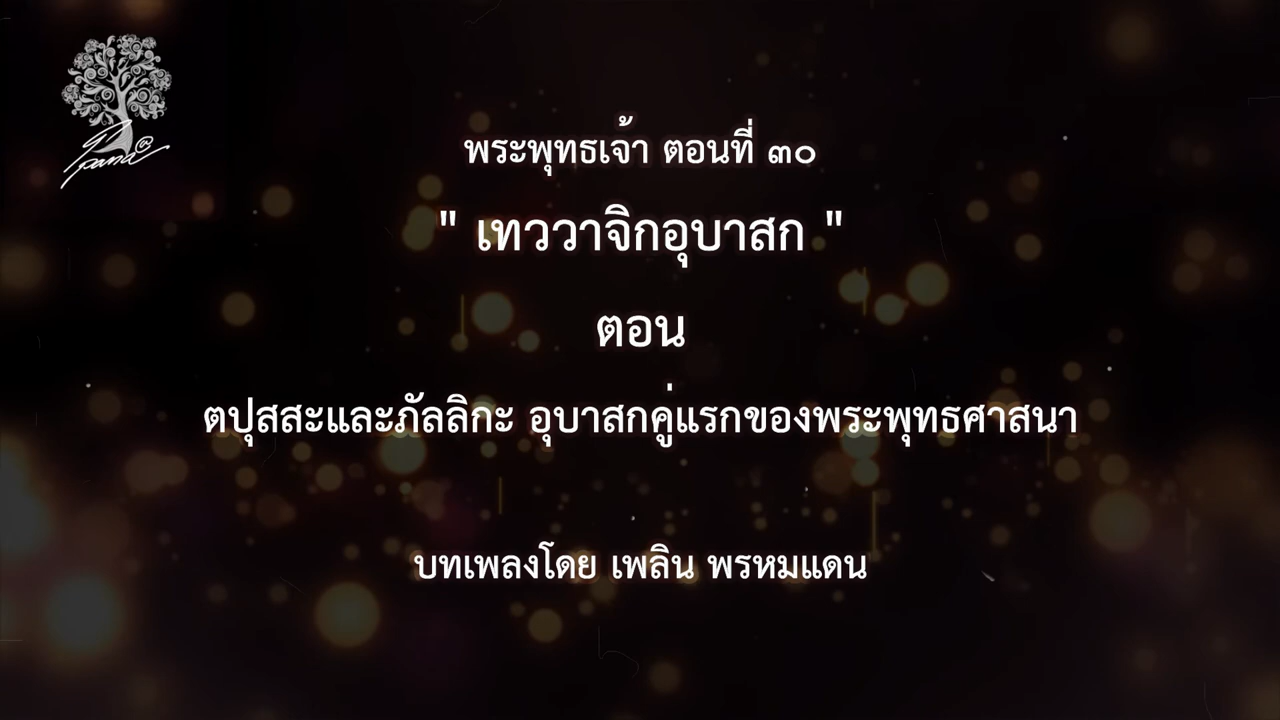 พระพุทธเจ้า ตอนที่ ๓๐
" เทววาจิกอุบาสก "
ตอน
ตปุสสะและภัลลิกะ อุบาสกคู่แรกของพระพุทธศาสนา
บทเพลงโดย เพลิน พรหมแดน